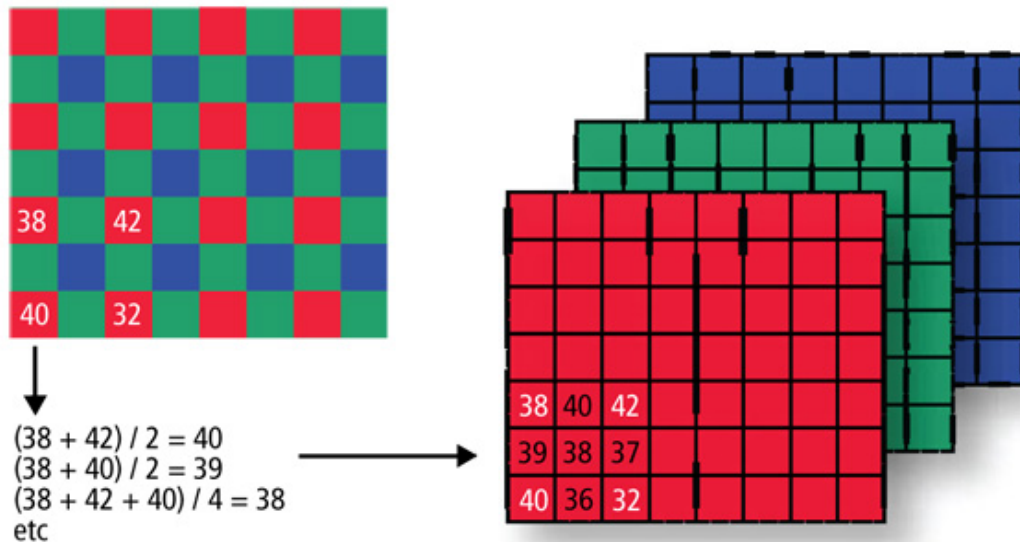 38 42
40 32
(38 + 42) / 2 = 40
(38 + 40) / 2 = 39
(38 + 42 + 40) / 4 = 38
etc
38 40 42
39 38 37
40 36 32